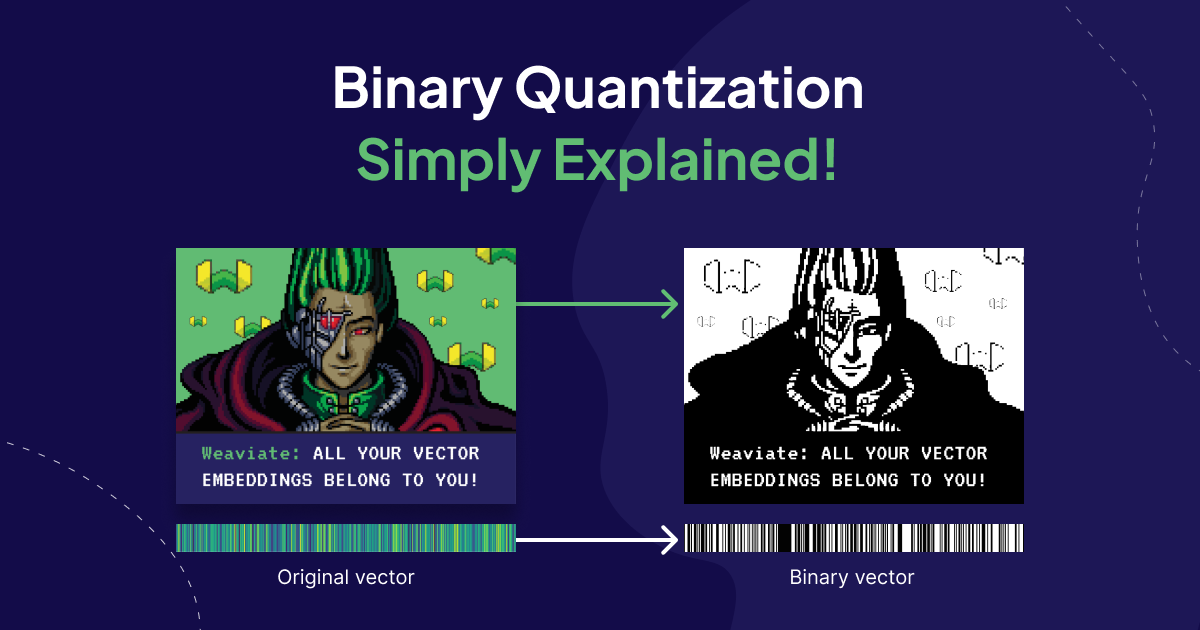 Binary Quantization
Simply Explained!
Weaviate: ALL YOUR VECTOR
EMBEDDINGS BELONG TO YOU!
Weaviate: ALL YOUR VECTOR
EMBEDDINGS BELONG TO YOU!
Original vector
Binary vector